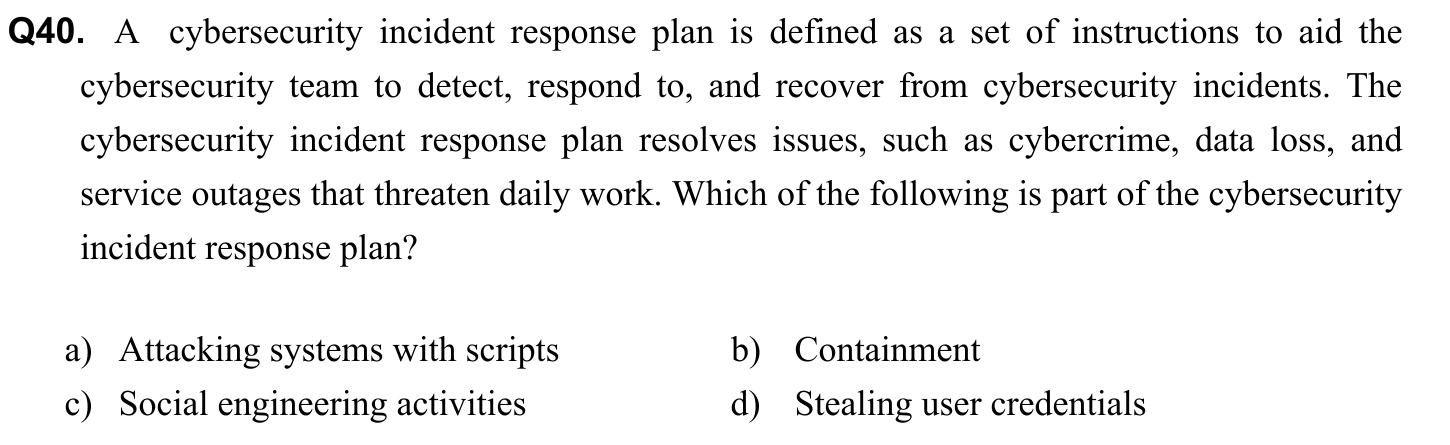 Q40. A cybersecurity incident response plan is defined as a set of instructions to aid the
cybersecurity team to detect, respond to, and recover from cybersecurity incidents. The
cybersecurity incident response plan resolves issues, such as cybercrime, data loss, and
service outages that threaten daily work. Which of the following is part of the cybersecurity
incident response plan?
a) Attacking systems with scripts b) Containment
c) Social engineering activities d) Stealing user credentials